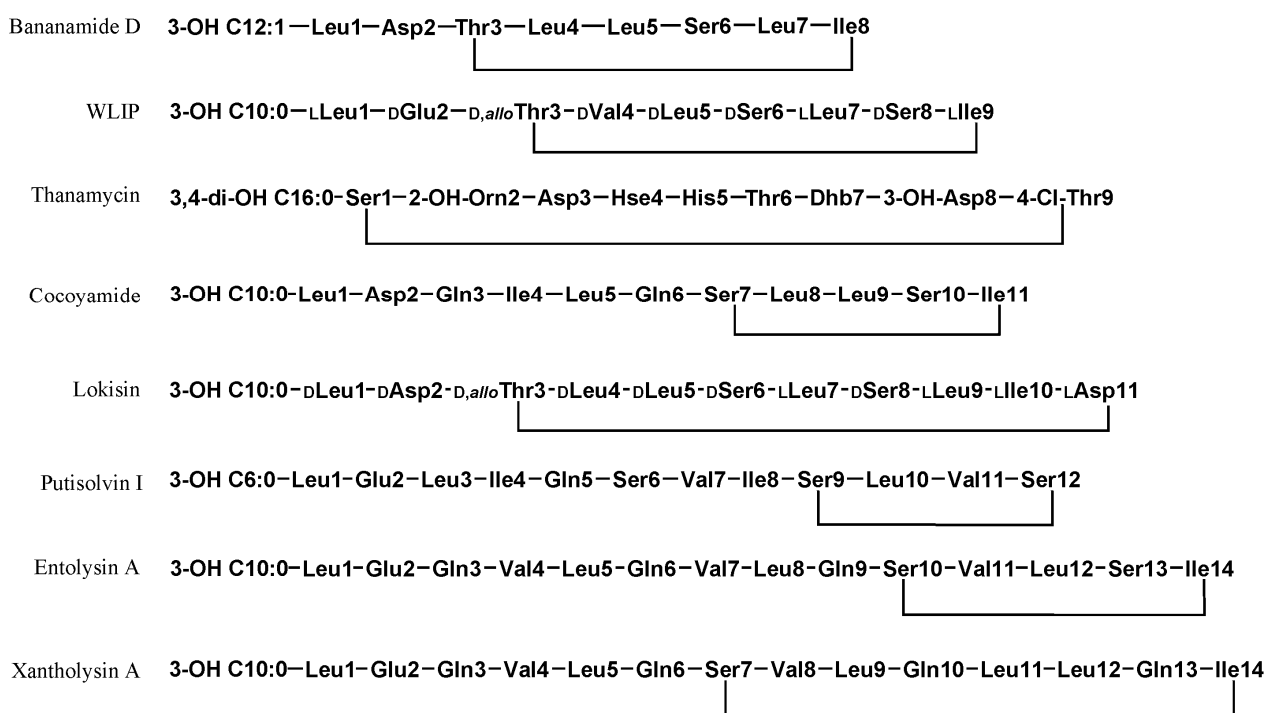 Bananamide D 3-OH C12:1—Leu1—Asp2—Thr3—Leu4—Leu5—Ser6—Leu7—Ile8
WLIP 3-OH C10:0—LLeu1—DGlu2—D,alloThr3-DVal4-DLeu5-DSer6-LLeu7-DSer8-LIle9
Thanamycin 3,4-di-OH C16:0-Ser1-2-OH-Orn2-Asp3-Hse4-His5-Thr6-Dhb7-3-OH-Asp8-4-Cl-Thr9
Cocoyamide 3-OH C10:0-Leu1-Asp2-Gln3-Ile4-Leu5-Gln6-Ser7-Leu8-Leu9-Ser10-Ile11
Lokisin 3-OH C10:0-DLeu1-DAsp2-D,alloThr3-DLeu4-DLeu5-DSer6-LLeu7-DSer8-LLeu9-LIle10-LAsp11
Putisolvin I 3-OH C6:0-Leu1-Glu2-Leu3-Ile4-Gln5-Ser6-Val7-Ile8-Ser9-Leu10-Val11-Ser12
Entolysin A 3-OH C10:0-Leu1-Glu2-Gln3-Val4-Leu5-Gln6-Val7-Leu8-Gln9-Ser10-Val11-Leu12-Ser13-Ile14
Xantholysin A 3-OH C10:0-Leu1-Glu2-Gln3-Val4-Leu5-Gln6-Ser7-Val8-Leu9-Gln10-Leu11-Leu12-Gln13-Ile14